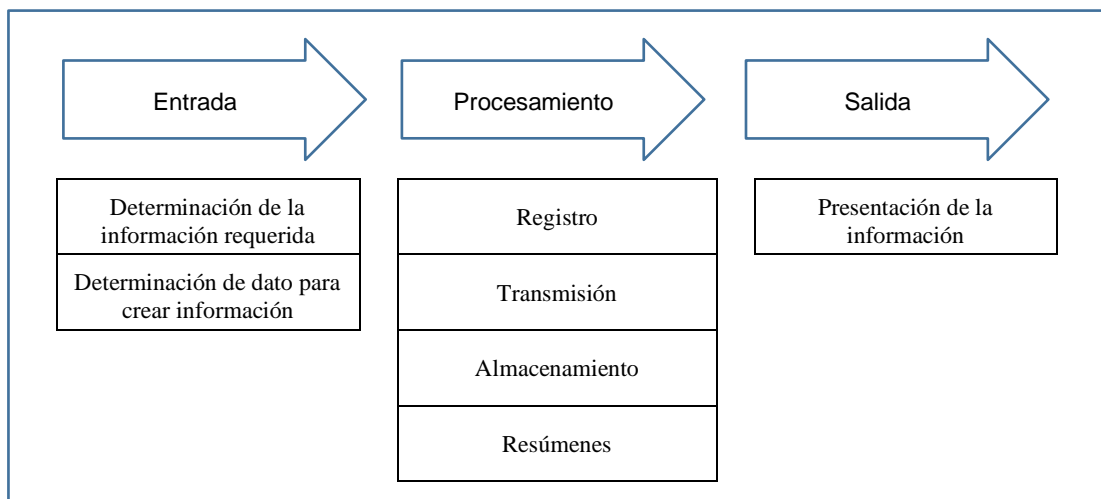 Entrada
Procesamiento
Salida
Determinación de la
información requerida
Determinación de dato para
crear información
Registro
Transmisión
Almacenamiento
Resúmenes
Presentación de la
información